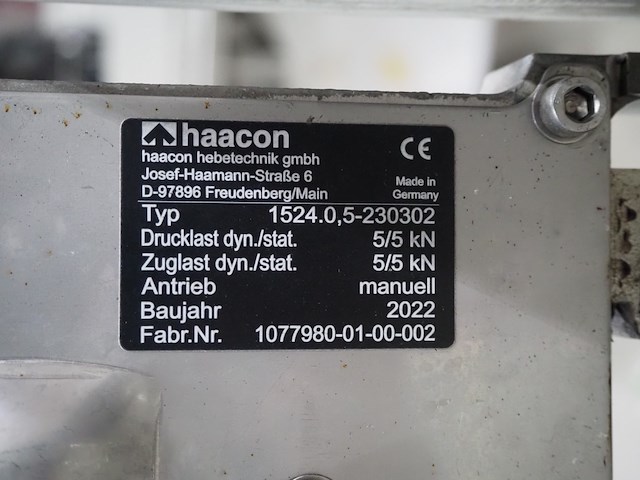 haacon
haacon hebetechnik gmbh
Josef-Haamann-Straße 6
D-97896 Freudenberg/Main
CE
Made in
Germany
Typ 1524.0,5-230302
Drucklast dyn./stat. 5/5 kN
Zuglast dyn./stat. 5/5 kN
Antrieb manuell
Baujahr 2022
Fabr.Nr. 1077980-01-00-002